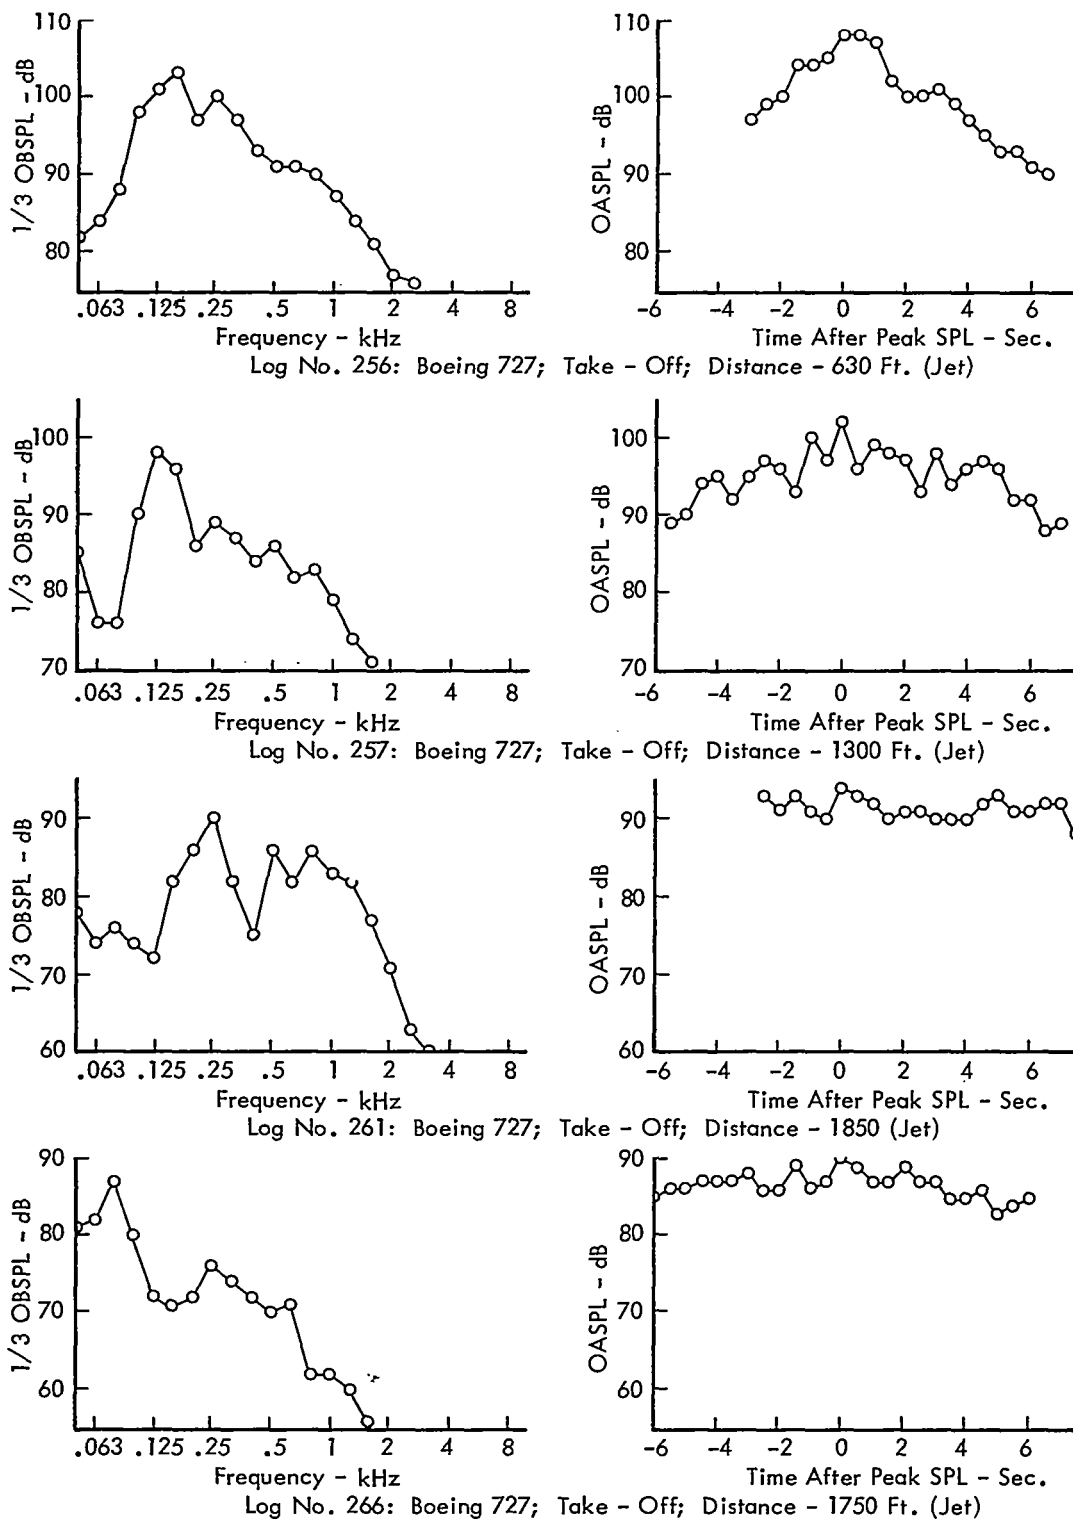 110
100
90
80
1/3 OBSPL - dB
.063 .125 .25 .5 1 2 4 8
Frequency - kHz
110
100
90
80
OASPL - dB
-6 -4 -2 0 2 4 6
Time After Peak SPL - Sec.
Log No. 256: Boeing 727; Take - Off; Distance - 630 Ft. (Jet)
100
90
80
70
1/3 OBSPL - dB
.063 .125 .25 .5 1 2 4 8
Frequency - kHz
100
90
80
70
OASPL - dB
-6 -4 -2 0 2 4 6
Time After Peak SPL - Sec.
Log No. 257: Boeing 727; Take - Off; Distance - 1300 Ft. (Jet)
90
80
70
60
1/3 OBSPL - dB
.063 .125 .25 .5 1 2 4 8
Frequency - kHz
90
80
70
60
OASPL - dB
-6 -4 -2 0 2 4 6
Time After Peak SPL - Sec.
Log No. 261: Boeing 727; Take - Off; Distance - 1850 (Jet)
90
80
70
60
1/3 OBSPL - dB
.063 .125 .25 .5 1 2 4 8
Frequency - kHz
90
80
70
60
OASPL - dB
-6 -4 -2 0 2 4 6
Time After Peak SPL - Sec.
Log No. 266: Boeing 727; Take - Off; Distance - 1750 Ft. (Jet)